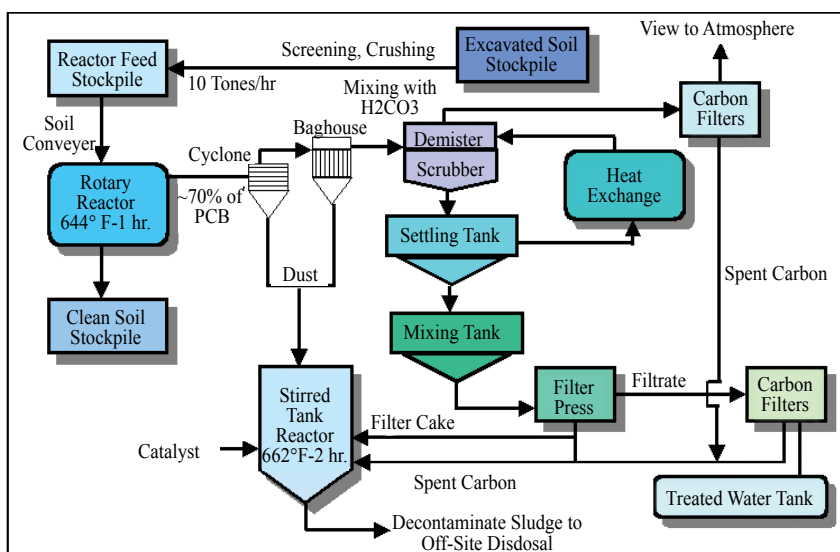 View to Atmosphere
Reactor Feed
Stockpile
Screening, Crushing
10 Tones/hr
Excavated Soil
Stockpile
Mixing with
H2CO3
Carbon
Filters
Soil
Conveyer
Cyclone
Baghouse
Demister
Scrubber
Heat
Exchange
Rotary
Reactor
644° F-1 hr.
~70% of
PCB
Settling Tank
Spent Carbon
Dust
Clean Soil
Stockpile
Mixing Tank
Stirred
Tank
Reactor
662°F-2 hr.
Filter
Press
Filtrate
Carbon
Filters
Filter Cake
Catalyst
Spent Carbon
Treated Water Tank
Decontaminate Sludge to
Off-Site Disdosal